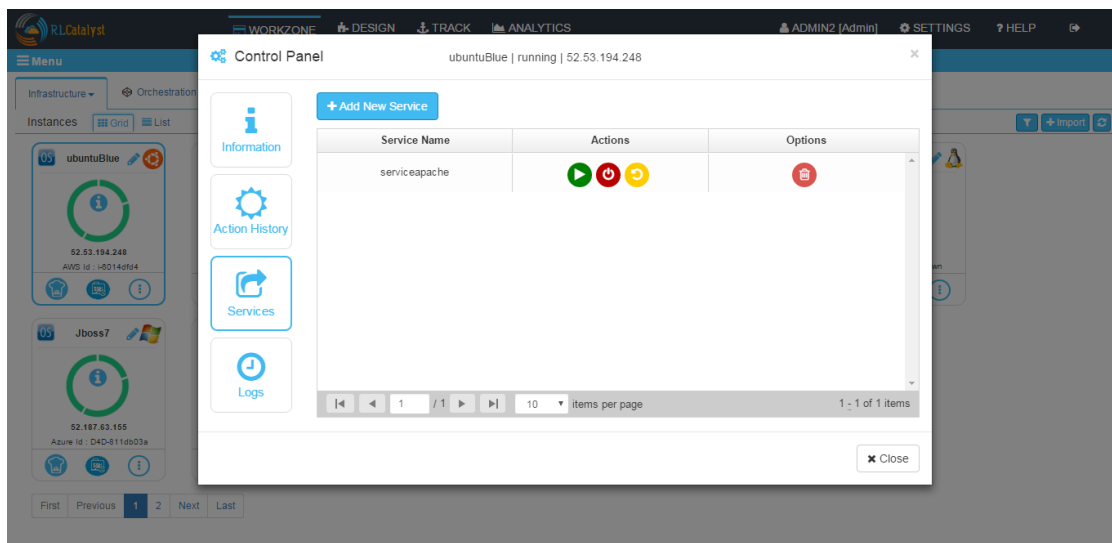 RLCatalyst
WORKZONE
DESIGN
TRACK
ANALYTICS
ADMIN2 [Admin]
SETTINGS
? HELP
Menu
Control Panel
ubuntuBlue | running | 52.53.194.248
×
Infrastructure
Orchestration
Instances
Grid
List
+ Import
+ Add New Service
Information
Action History
Services
Logs
Service Name
Actions
Options
serviceapache
OS
ubuntuBlue
52.53.194.248
AWS Id : i-6014dfd4
OS
Jboss7
52.187.63.155
Azure Id : D4D-811db03a
wn
1 / 1
10
items per page
1 - 1 of 1 items
Close
First
Previous
1
2
Next
Last